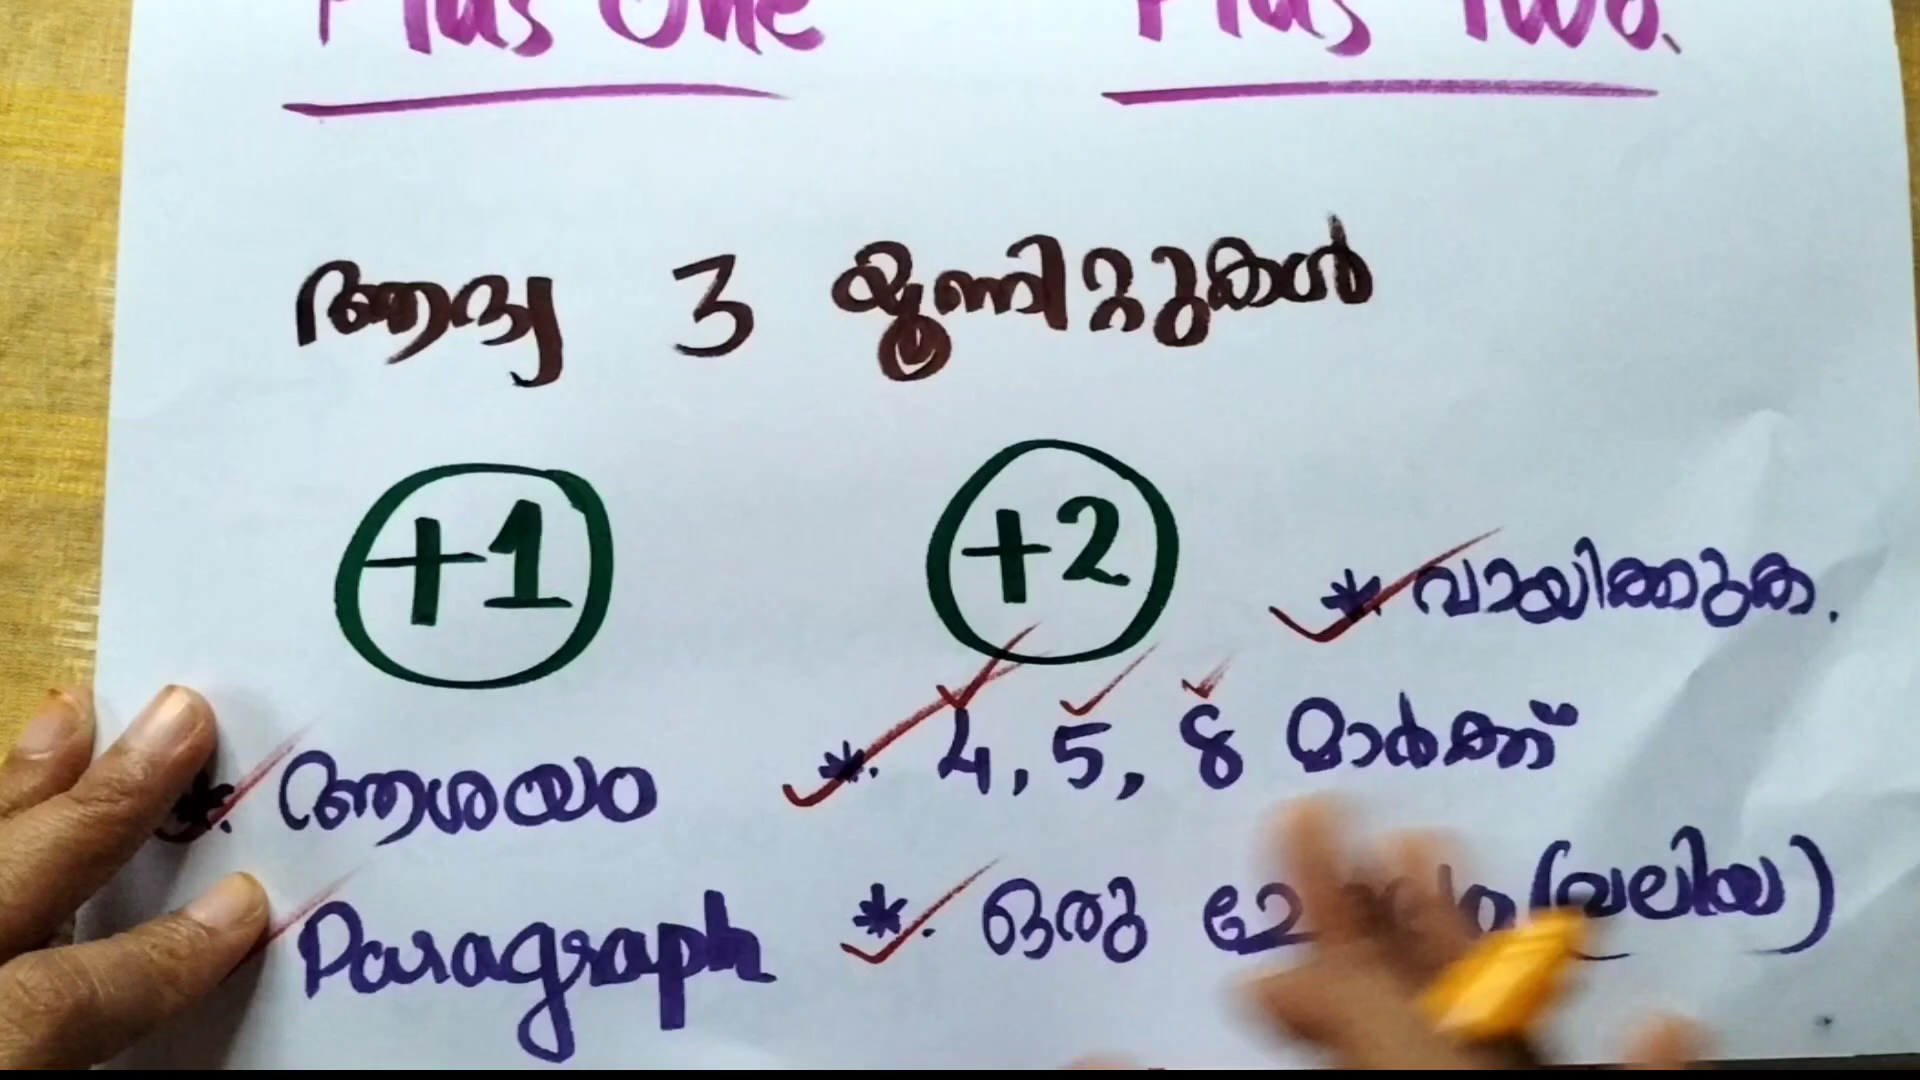 Plus One Plus Two.
ആദ്യ 3 യൂണിറ്റുകൾ
+1 +2
* വായിക്കുക.
*. ആശയം *. 4, 5, 8 മാർക്ക്
Paragraph *. ഒരു (വലിയ)